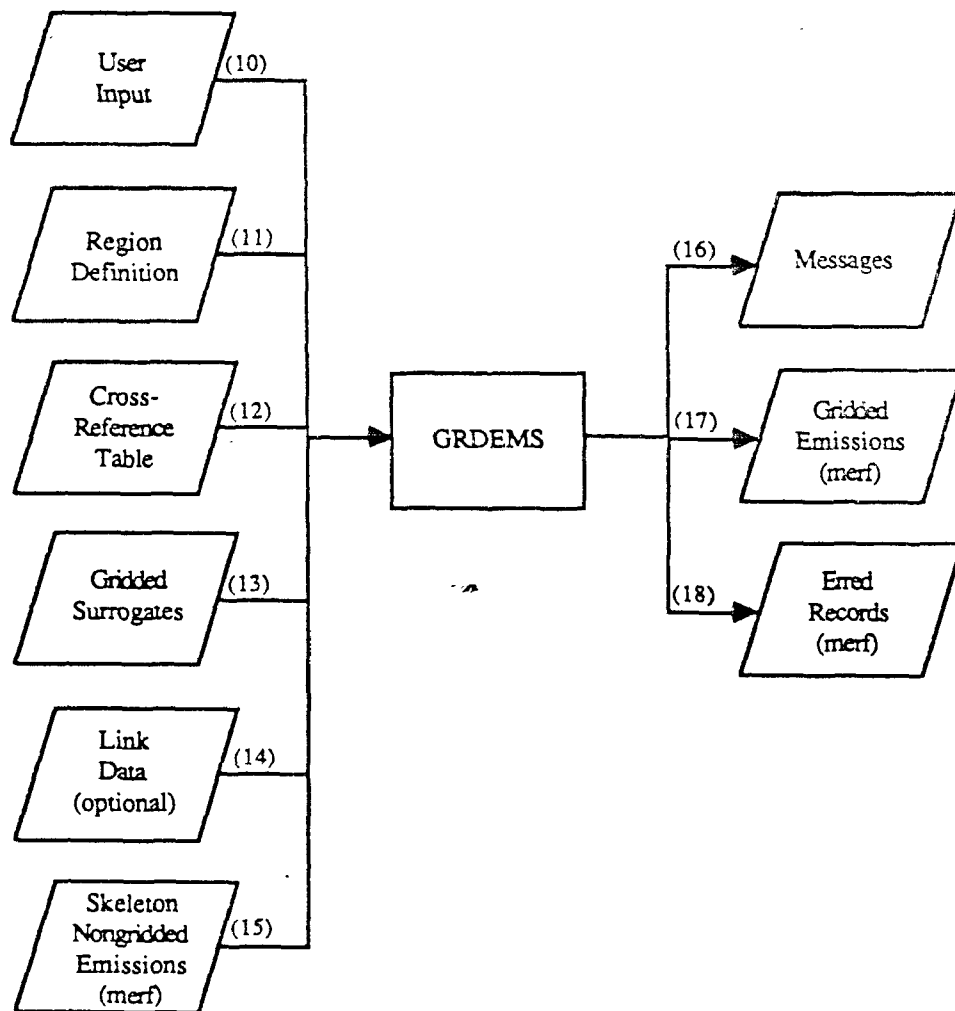 User
Input
(10)
Region
Definition
(11)
Cross-
Reference
Table
(12)
Gridded
Surrogates
(13)
Link
Data
(optional)
(14)
Skeleton
Nongridded
Emissions
(merf)
(15)
GRDEMS
(16)
Messages
(17)
Gridded
Emissions
(merf)
(18)
Erred
Records
(merf)